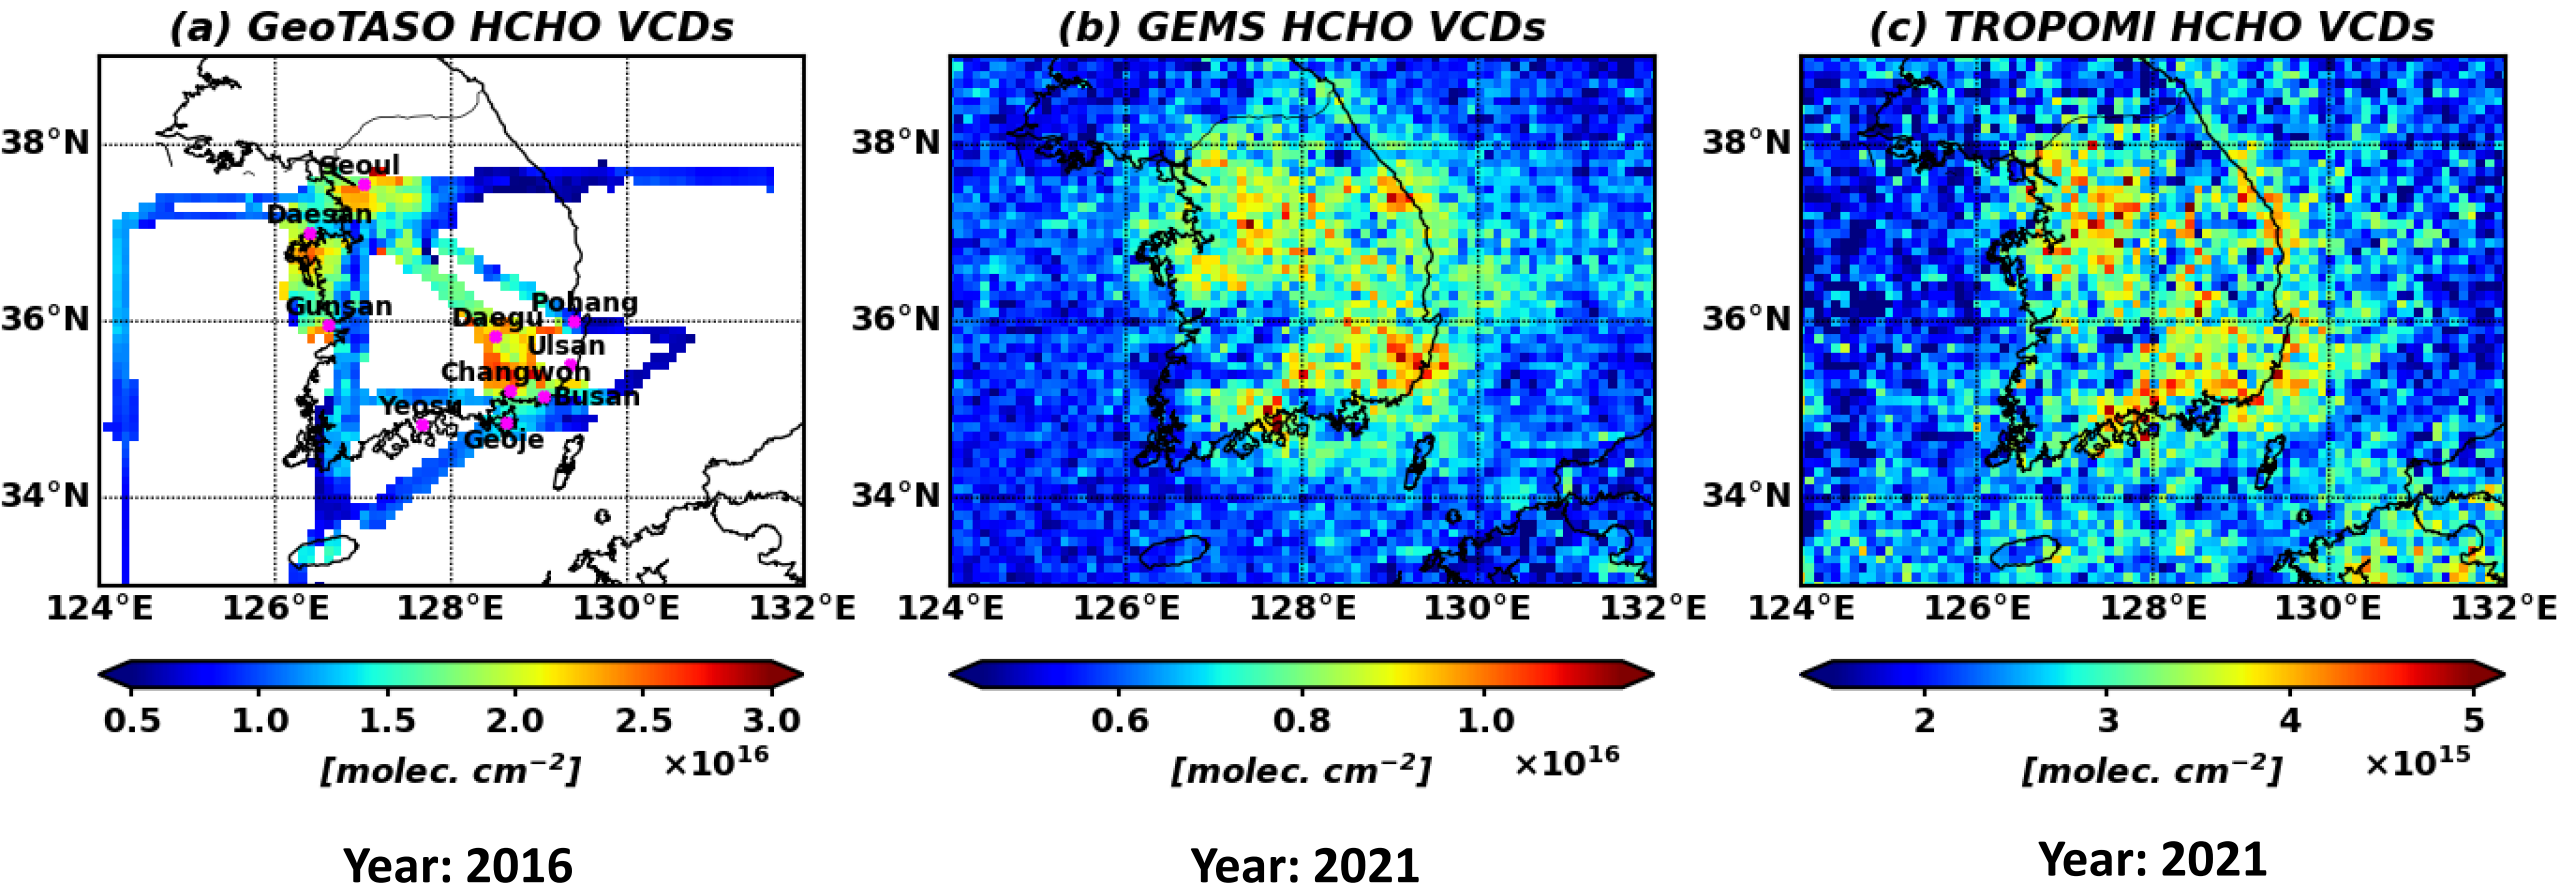 (a) GeoTASO HCHO VCDs
(b) GEMS HCHO VCDs
(c) TROPOMI HCHO VCDs
38°N
36°N
34°N
Seoul
Daesan
Gunsan
Pohang
Daegu
Ulsan
Changwon
Busan
Yeosu
Geoje
124°E 126°E 128°E 130°E 132°E
38°N
36°N
34°N
124°E 126°E 128°E 130°E 132°E
38°N
36°N
34°N
124°E 126°E 128°E 130°E 132°E
0.5 1.0 1.5 2.0 2.5 3.0
[molec. cm⁻²] ×10¹⁶
0.6 0.8 1.0
[molec. cm⁻²] ×10¹⁶
2 3 4 5
[molec. cm⁻²] ×10¹⁵
Year: 2016
Year: 2021
Year: 2021